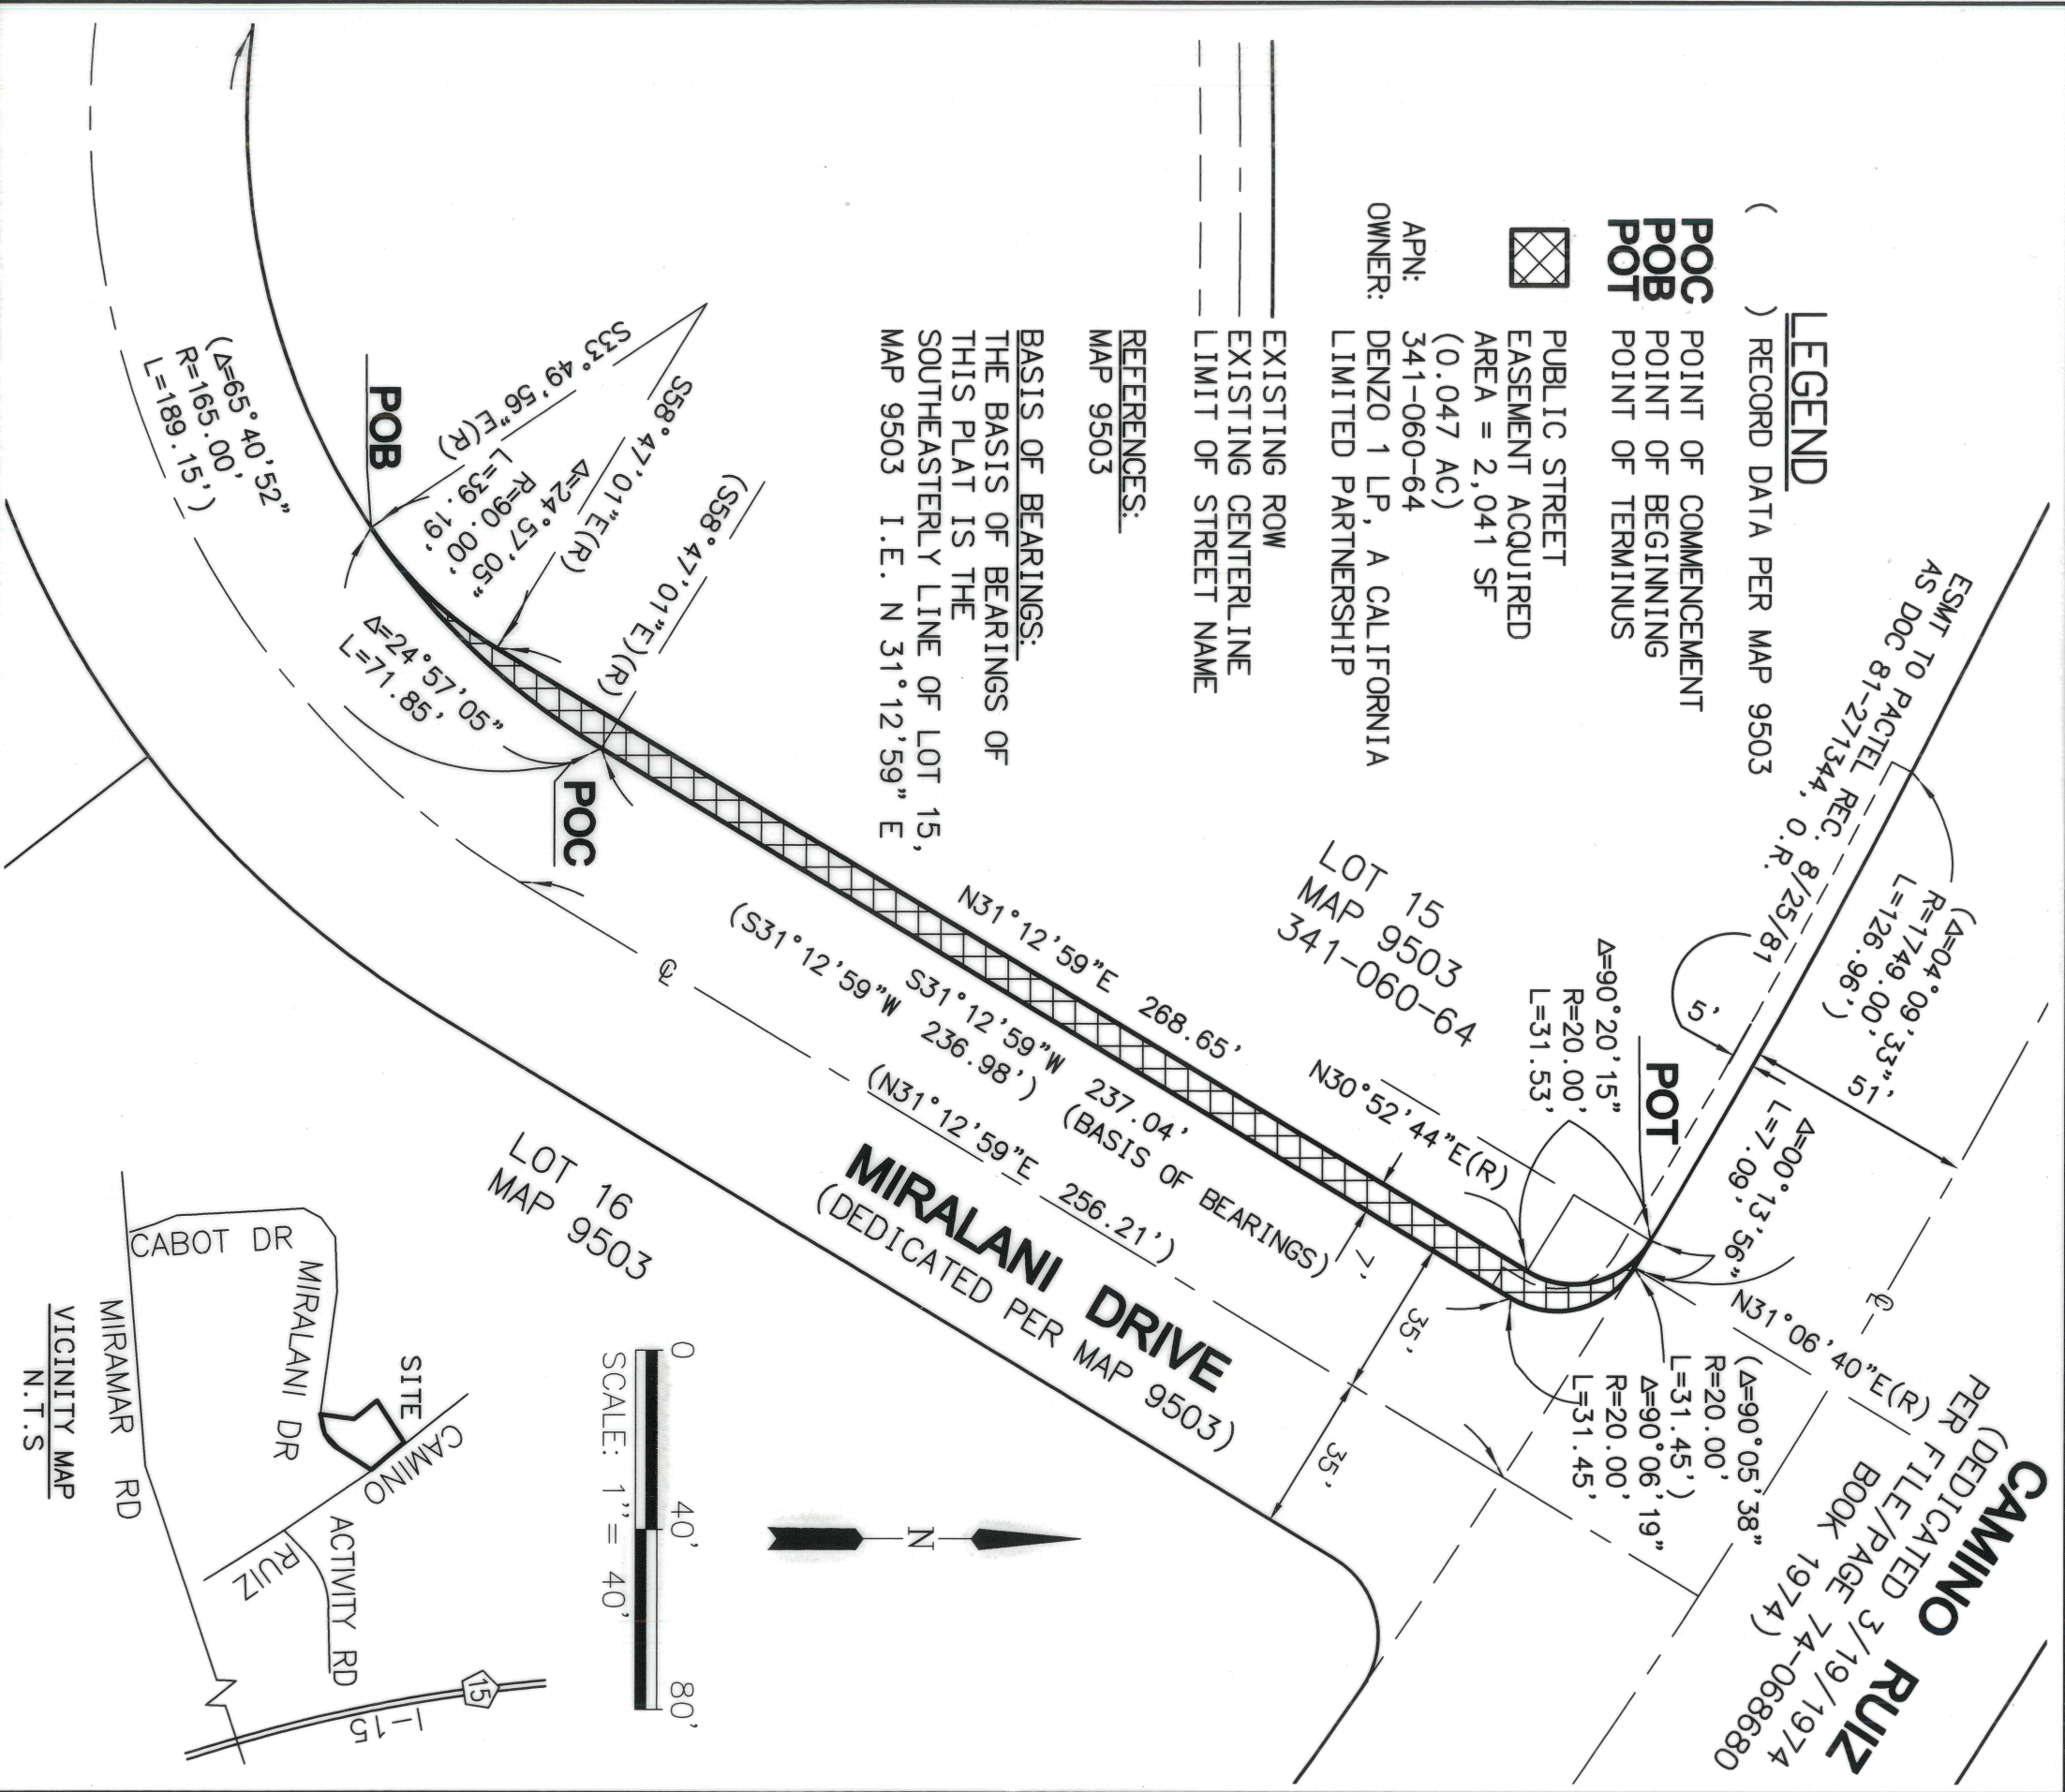 LEGEND
( ) RECORD DATA PER MAP 9503
POC POINT OF COMMENCEMENT
POB POINT OF BEGINNING
POT POINT OF TERMINUS
PUBLIC STREET
EASEMENT ACQUIRED
AREA = 2,041 SF
(0.047 AC)
APN: 341-060-64
OWNER: DENZO 1 LP, A CALIFORNIA
LIMITED PARTNERSHIP
EXISTING ROW
EXISTING CENTERLINE
LIMIT OF STREET NAME
REFERENCES:
MAP 9503
BASIS OF BEARINGS:
THE BASIS OF BEARINGS OF
THIS PLAT IS THE
SOUTHEASTERLY LINE OF LOT 15,
MAP 9503 I.E. N 31°12'59" E
ESMT TO PACTEL REC. 8/25/81
AS DOC 81-271344, O.R.
(Δ=04°09'33"
R=1749.00'
L=126.96')
5'
51'
Δ=00°13'56"
L=7.09'
POT
Δ=90°20'15"
R=20.00'
L=31.53'
N30°52'44"E(R)
N31°06'40"E(R)
℄
CAMINO RUIZ
(DEDICATED 3/19/1974
PER FILE/PAGE 74-068680
BOOK 1974)
(Δ=90°05'38"
R=20.00'
L=31.45')
Δ=90°06'19"
R=20.00'
L=31.45'
LOT 15
MAP 9503
341-060-64
N31°12'59"E 268.65'
S31°12'59"W 237.04'
(S31°12'59"W 236.98') (BASIS OF BEARINGS)
(N31°12'59"E 256.21')
7'
35'
35'
℄
MIRALANI DRIVE
(DEDICATED PER MAP 9503)
(S58°47'01"E)(R)
S58°47'01"E(R)
Δ=24°57'05"
R=90.00'
L=39.19'
S33°49'56"E(R)
POB
POC
Δ=24°57'05"
L=71.85'
(Δ=65°40'52"
R=165.00'
L=189.15')
LOT 16
MAP 9503
N
0 40' 80'
SCALE: 1"= 40'
SITE
CAMINO
RUIZ
ACTIVITY RD
CABOT DR
MIRALANI DR
MIRAMAR RD
15
I-15
VICINITY MAP
N.T.S